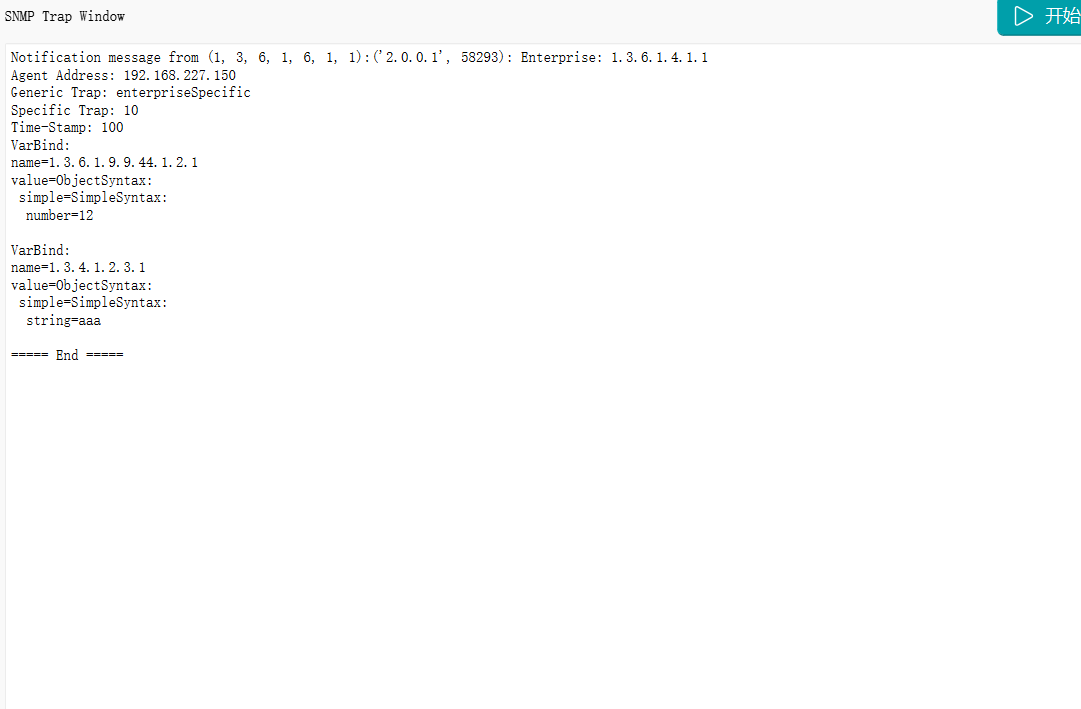 SNMP Trap Window
开始
Notification message from (1, 3, 6, 1, 6, 1, 1):('2.0.0.1', 58293): Enterprise: 1.3.6.1.4.1.1
Agent Address: 192.168.227.150
Generic Trap: enterpriseSpecific
Specific Trap: 10
Time-Stamp: 100
VarBind:
name=1.3.6.1.9.9.44.1.2.1
value=ObjectSyntax:
simple=SimpleSyntax:
number=12
VarBind:
name=1.3.4.1.2.3.1
value=ObjectSyntax:
simple=SimpleSyntax:
string=aaa
===== End =====